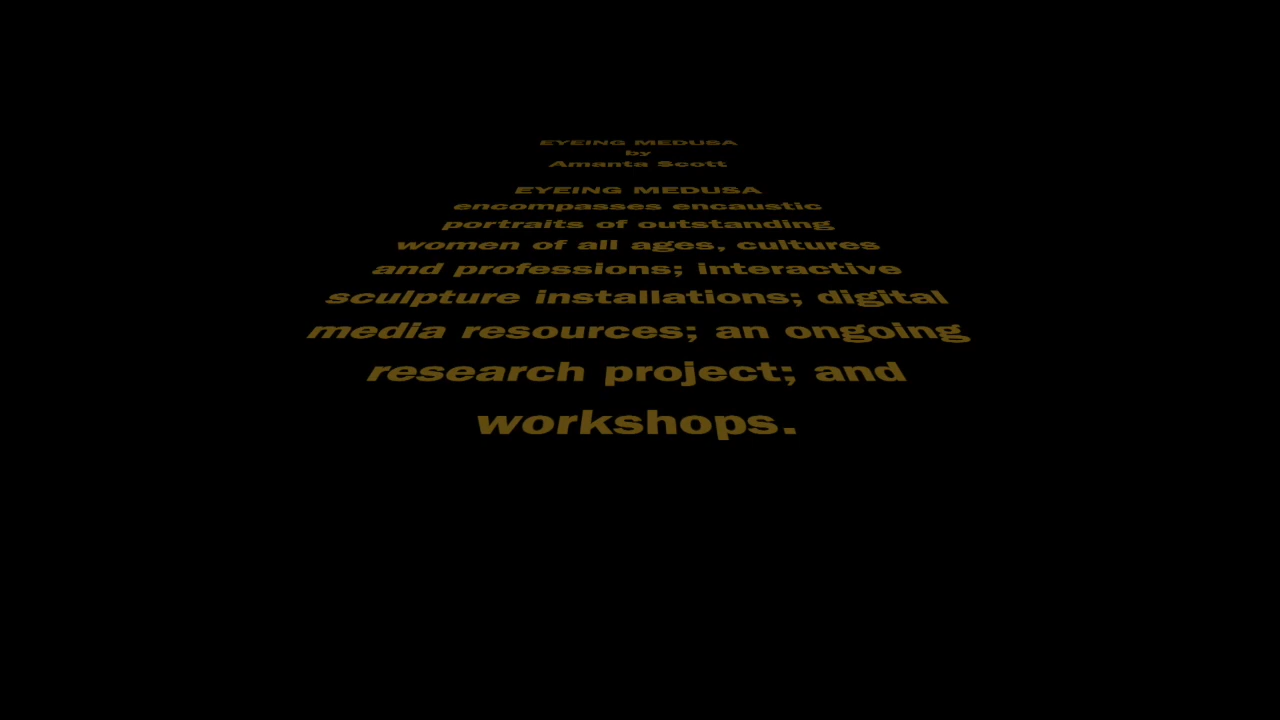 EYEING MEDUSA
by
Amanta Scott
EYEING MEDUSA
encompasses encaustic
portraits of outstanding
women of all ages, cultures
and professions; interactive
sculpture installations; digital
media resources; an ongoing
research project; and
workshops.